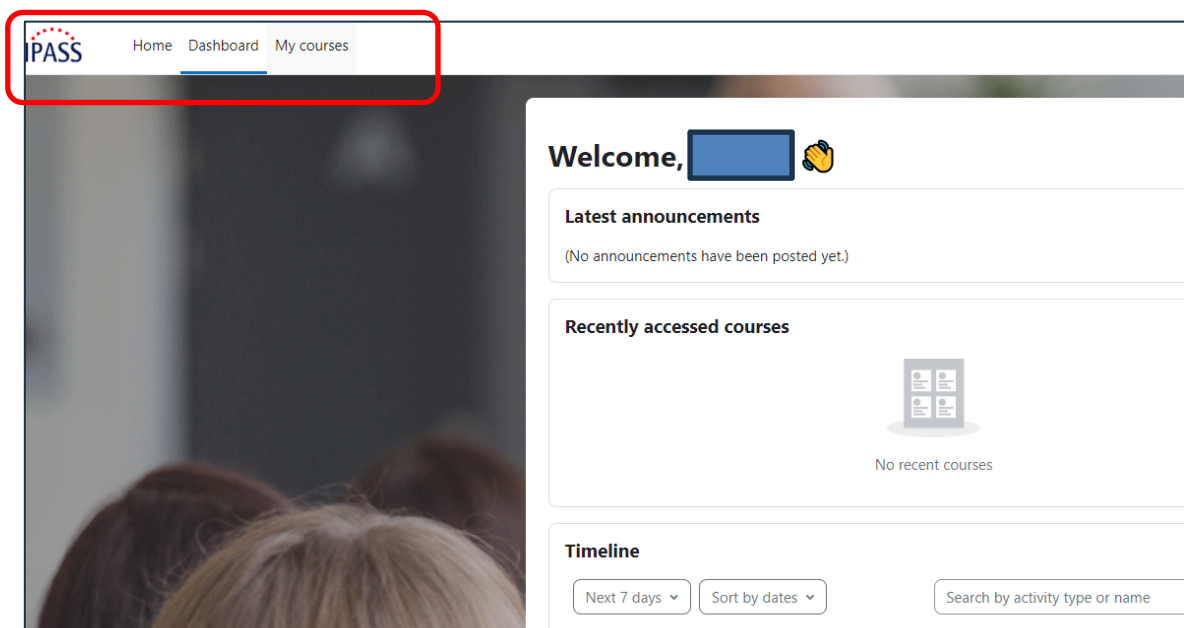 IPASS Home Dashboard My courses
Welcome,
Latest announcements
(No announcements have been posted yet.)
Recently accessed courses
No recent courses
Timeline
Next 7 days Sort by dates Search by activity type or name